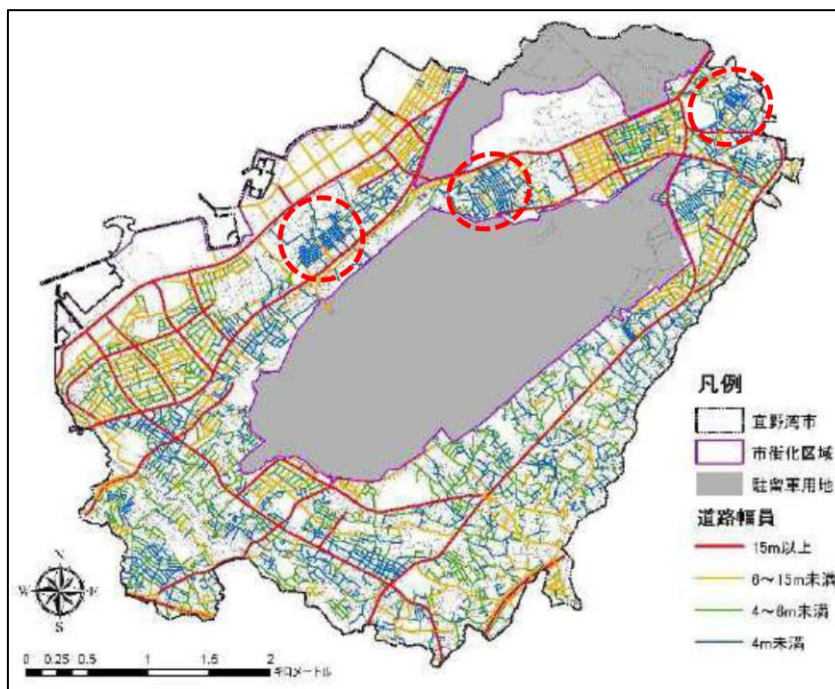 凡例
宜野湾市
市街化区域
駐留軍用地
道路幅員
15m以上
6～15m未満
4～6m未満
4m未満
N
W E
S
0 0.25 0.5 1 1.5 2
キロメートル